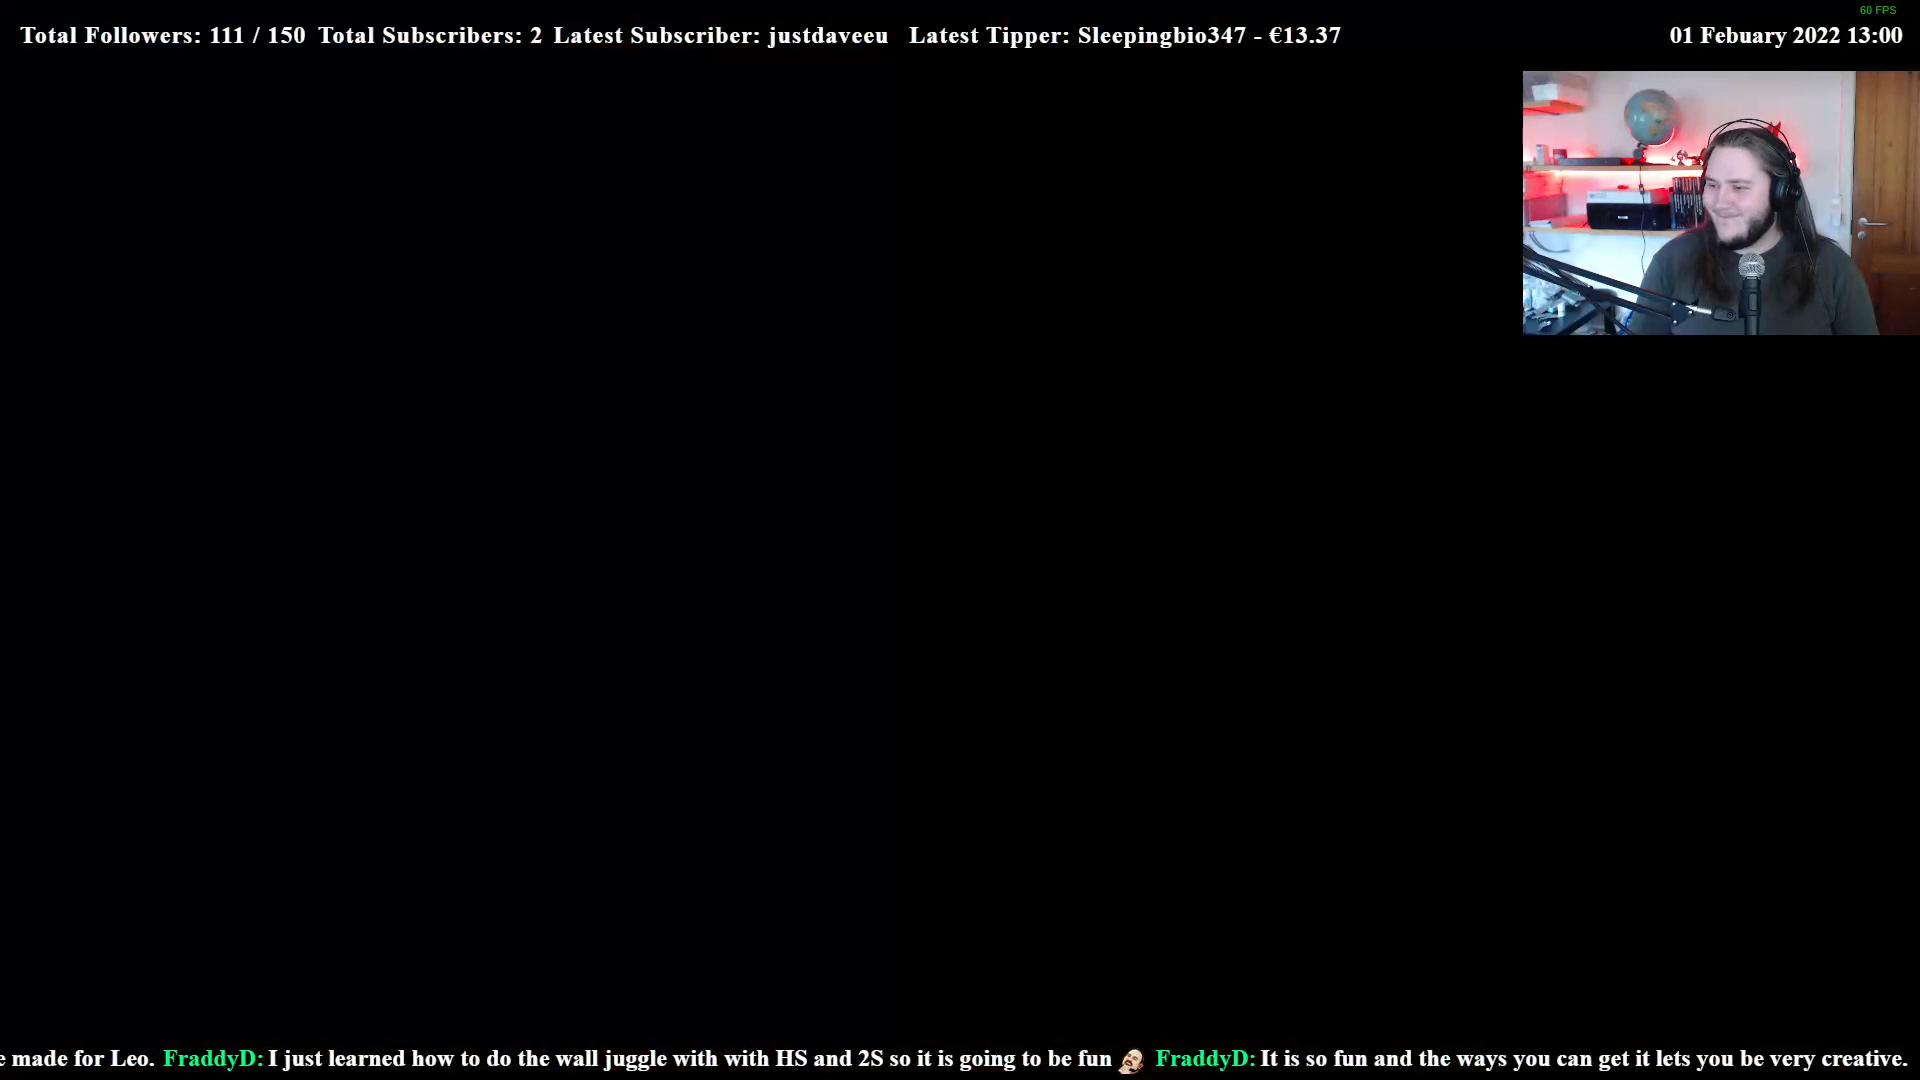 60 FPS
Total Followers: 111 / 150 Total Subscribers: 2 Latest Subscriber: justdaveeu Latest Tipper: Sleepingbio347 - €13.37 01 Febuary 2022 13:00
made for Leo. FraddyD: I just learned how to do the wall juggle with with HS and 2S so it is going to be fun FraddyD: It is so fun and the ways you can get it lets you be very creative.